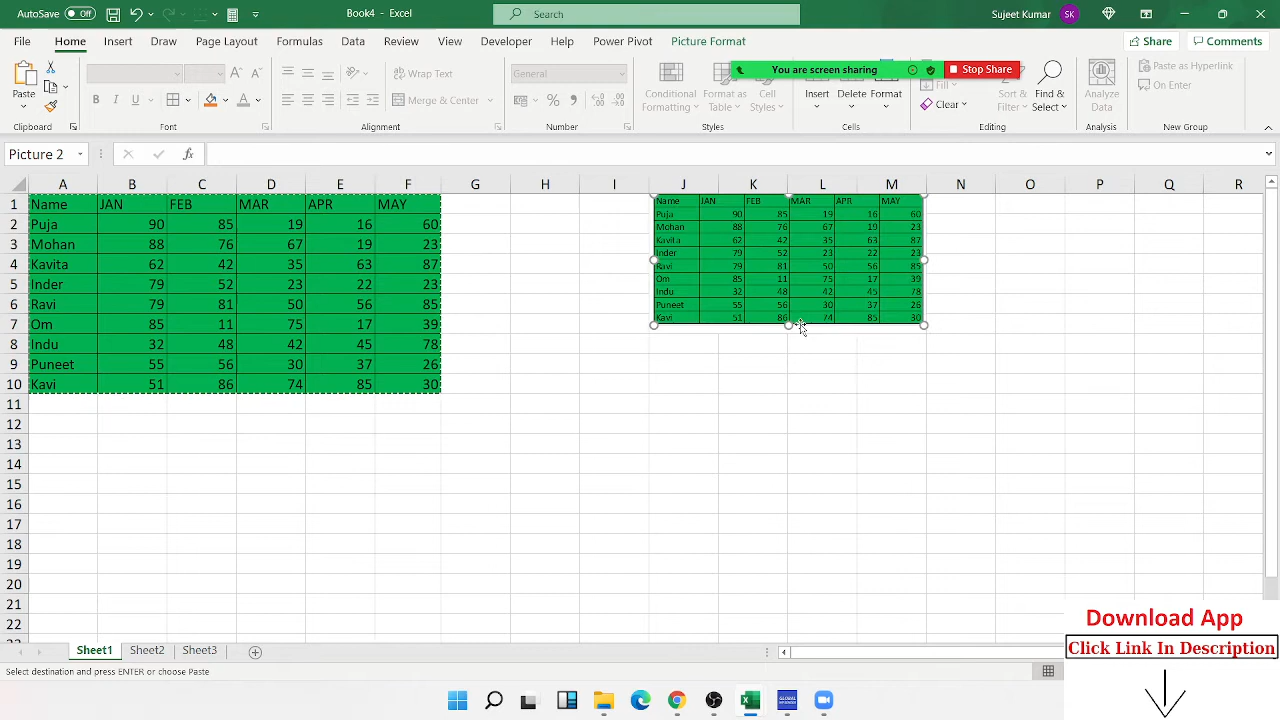 AutoSave Off Book4 - Excel Search Sujeet Kumar SK
File Home Insert Draw Page Layout Formulas Data Review View Developer Help Power Pivot Picture Format Share Comments
You are screen sharing Stop Share
Paste Wrap Text General Conditional Formatting Format as Table Cell Styles Insert Delete Format Fill Clear Sort & Filter Find & Select Analyze Data Paste as Hyperlink
B I U Merge & Center On Enter
Clipboard Font Alignment Number Styles Cells Editing Analysis New Group
Picture 2 fx
A B C D E F G H I J K L M N O P Q R
1 Name JAN FEB MAR APR MAY
2 Puja 90 85 19 16 60
3 Mohan 88 76 67 19 23
4 Kavita 62 42 35 63 87
5 Inder 79 52 23 22 23
6 Ravi 79 81 50 56 85
7 Om 85 11 75 17 39
8 Indu 32 48 42 45 78
9 Puneet 55 56 30 37 26
10 Kavi 51 86 74 85 30
Name JAN FEB MAR APR MAY
Puja 90 85 19 16 60
Mohan 88 76 67 19 23
Kavita 62 42 35 63 87
Inder 79 52 23 22 23
Ravi 79 81 50 56 85
Om 85 11 75 17 39
Indu 32 48 42 45 78
Puneet 55 56 30 37 26
Kavi 51 86 74 85 30
11
12
13
14
15
16
17
18
19
20
21
22
Download App
Click Link In Description
Sheet1 Sheet2 Sheet3
Select destination and press ENTER or choose Paste